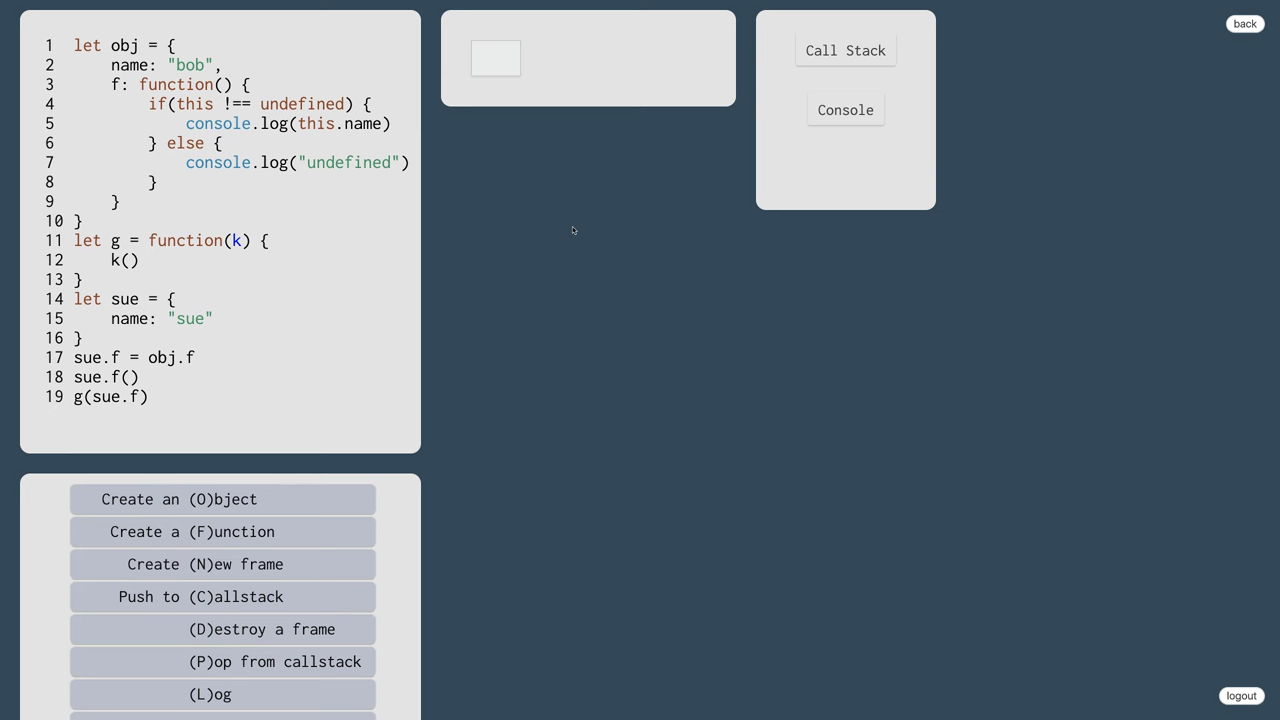 1 let obj = {
2     name: "bob",
3     f: function() {
4         if(this !== undefined) {
5             console.log(this.name)
6         } else {
7             console.log("undefined")
8         }
9     }
10 }
11 let g = function(k) {
12     k()
13 }
14 let sue = {
15     name: "sue"
16 }
17 sue.f = obj.f
18 sue.f()
19 g(sue.f)
Create an (O)bject
Create a (F)unction
Create (N)ew frame
Push to (C)allstack
(D)estroy a frame
(P)op from callstack
(L)og
Call Stack
Console
back
logout